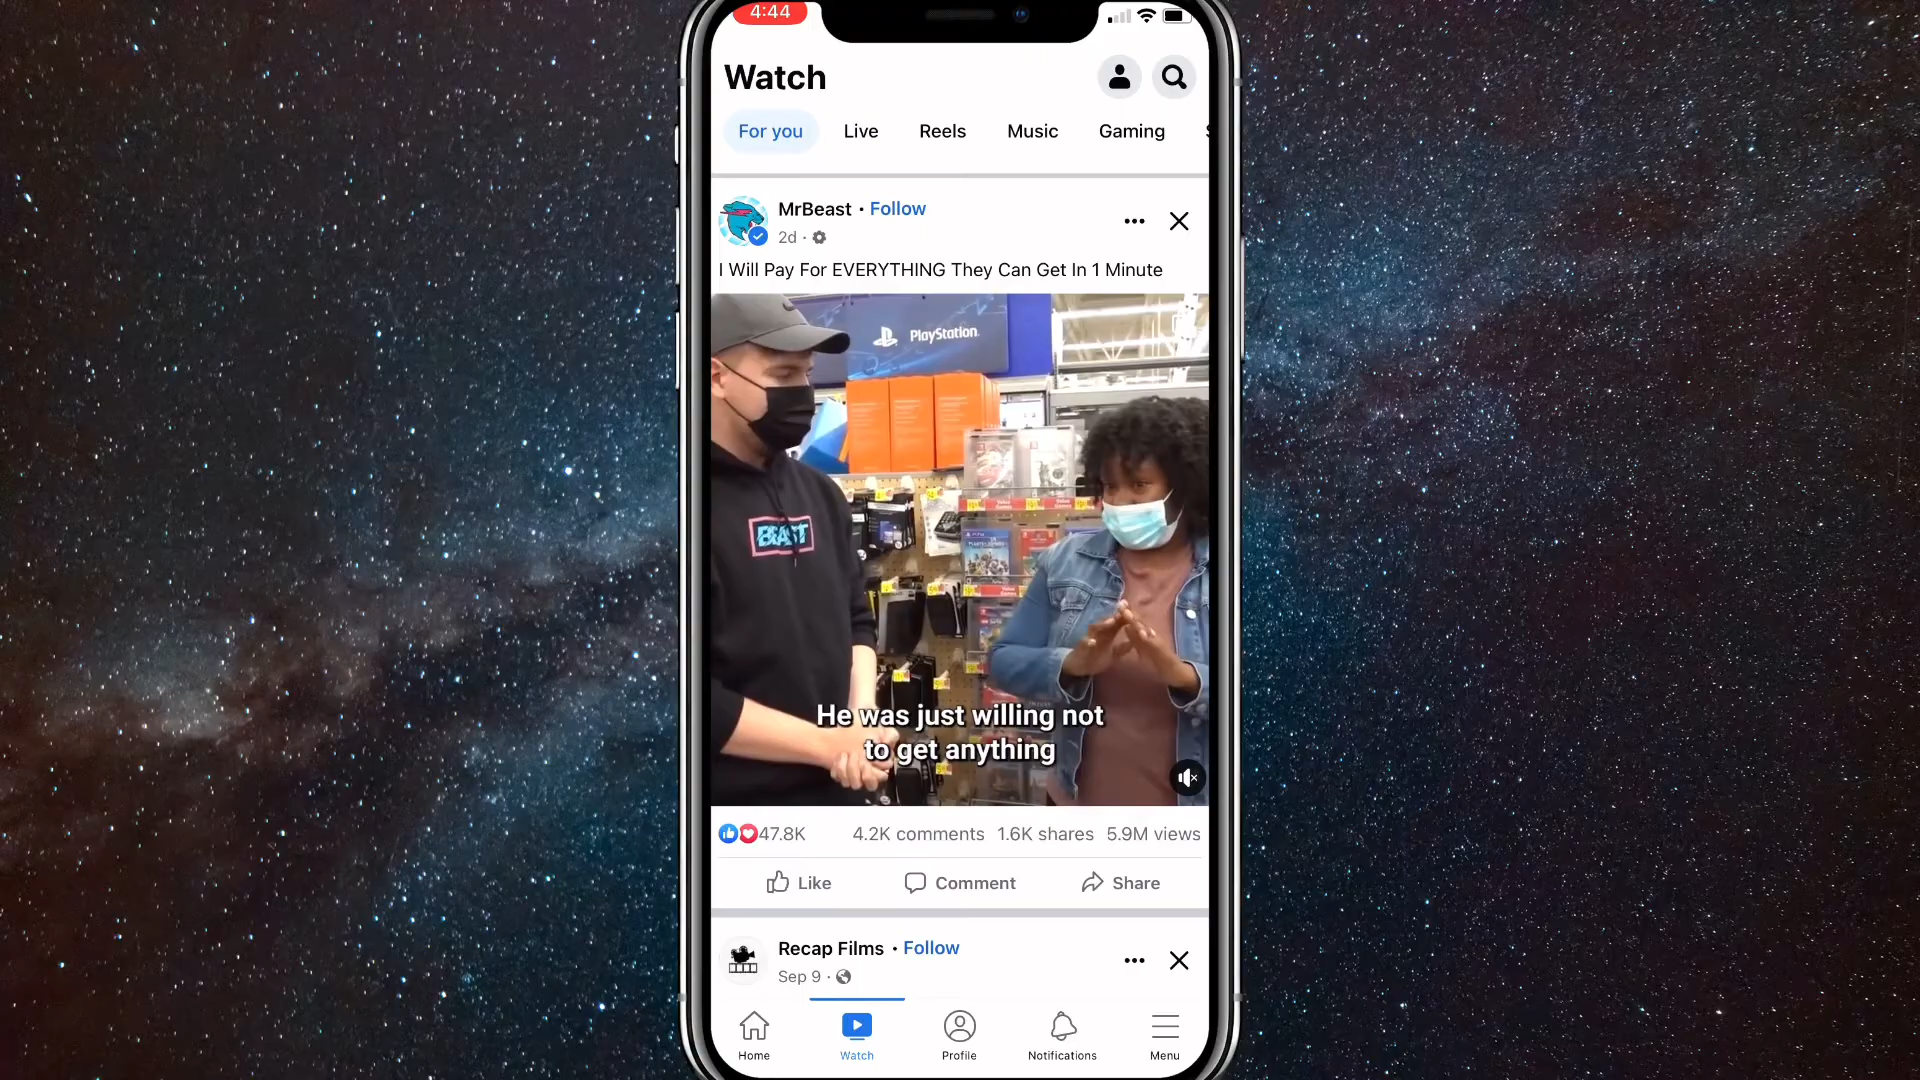 4:44
Watch
For you
Live
Reels
Music
Gaming
MrBeast • Follow
2d
I Will Pay For EVERYTHING They Can Get In 1 Minute
PlayStation
BEAST
He was just willing not
to get anything
47.8K
4.2K comments 1.6K shares 5.9M views
Like
Comment
Share
Recap Films • Follow
Sep 9
Home
Watch
Profile
Notifications
Menu